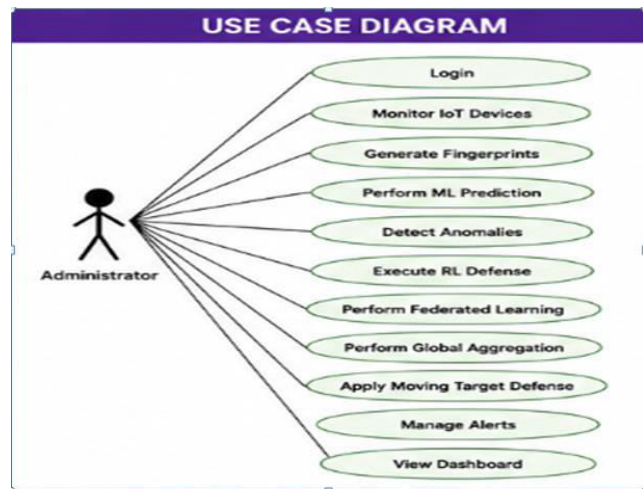 USE CASE DIAGRAM
Login
Monitor IoT Devices
Generate Fingerprints
Perform ML Prediction
Detect Anomalies
Administrator
Execute RL Defense
Perform Federated Learning
Perform Global Aggregation
Apply Moving Target Defense
Manage Alerts
View Dashboard